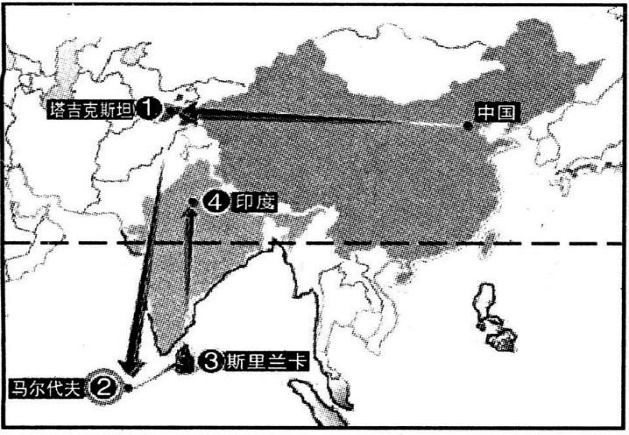 中国
塔吉克斯坦 ①
④ 印度
③ 斯里兰卡
马尔代夫 ②